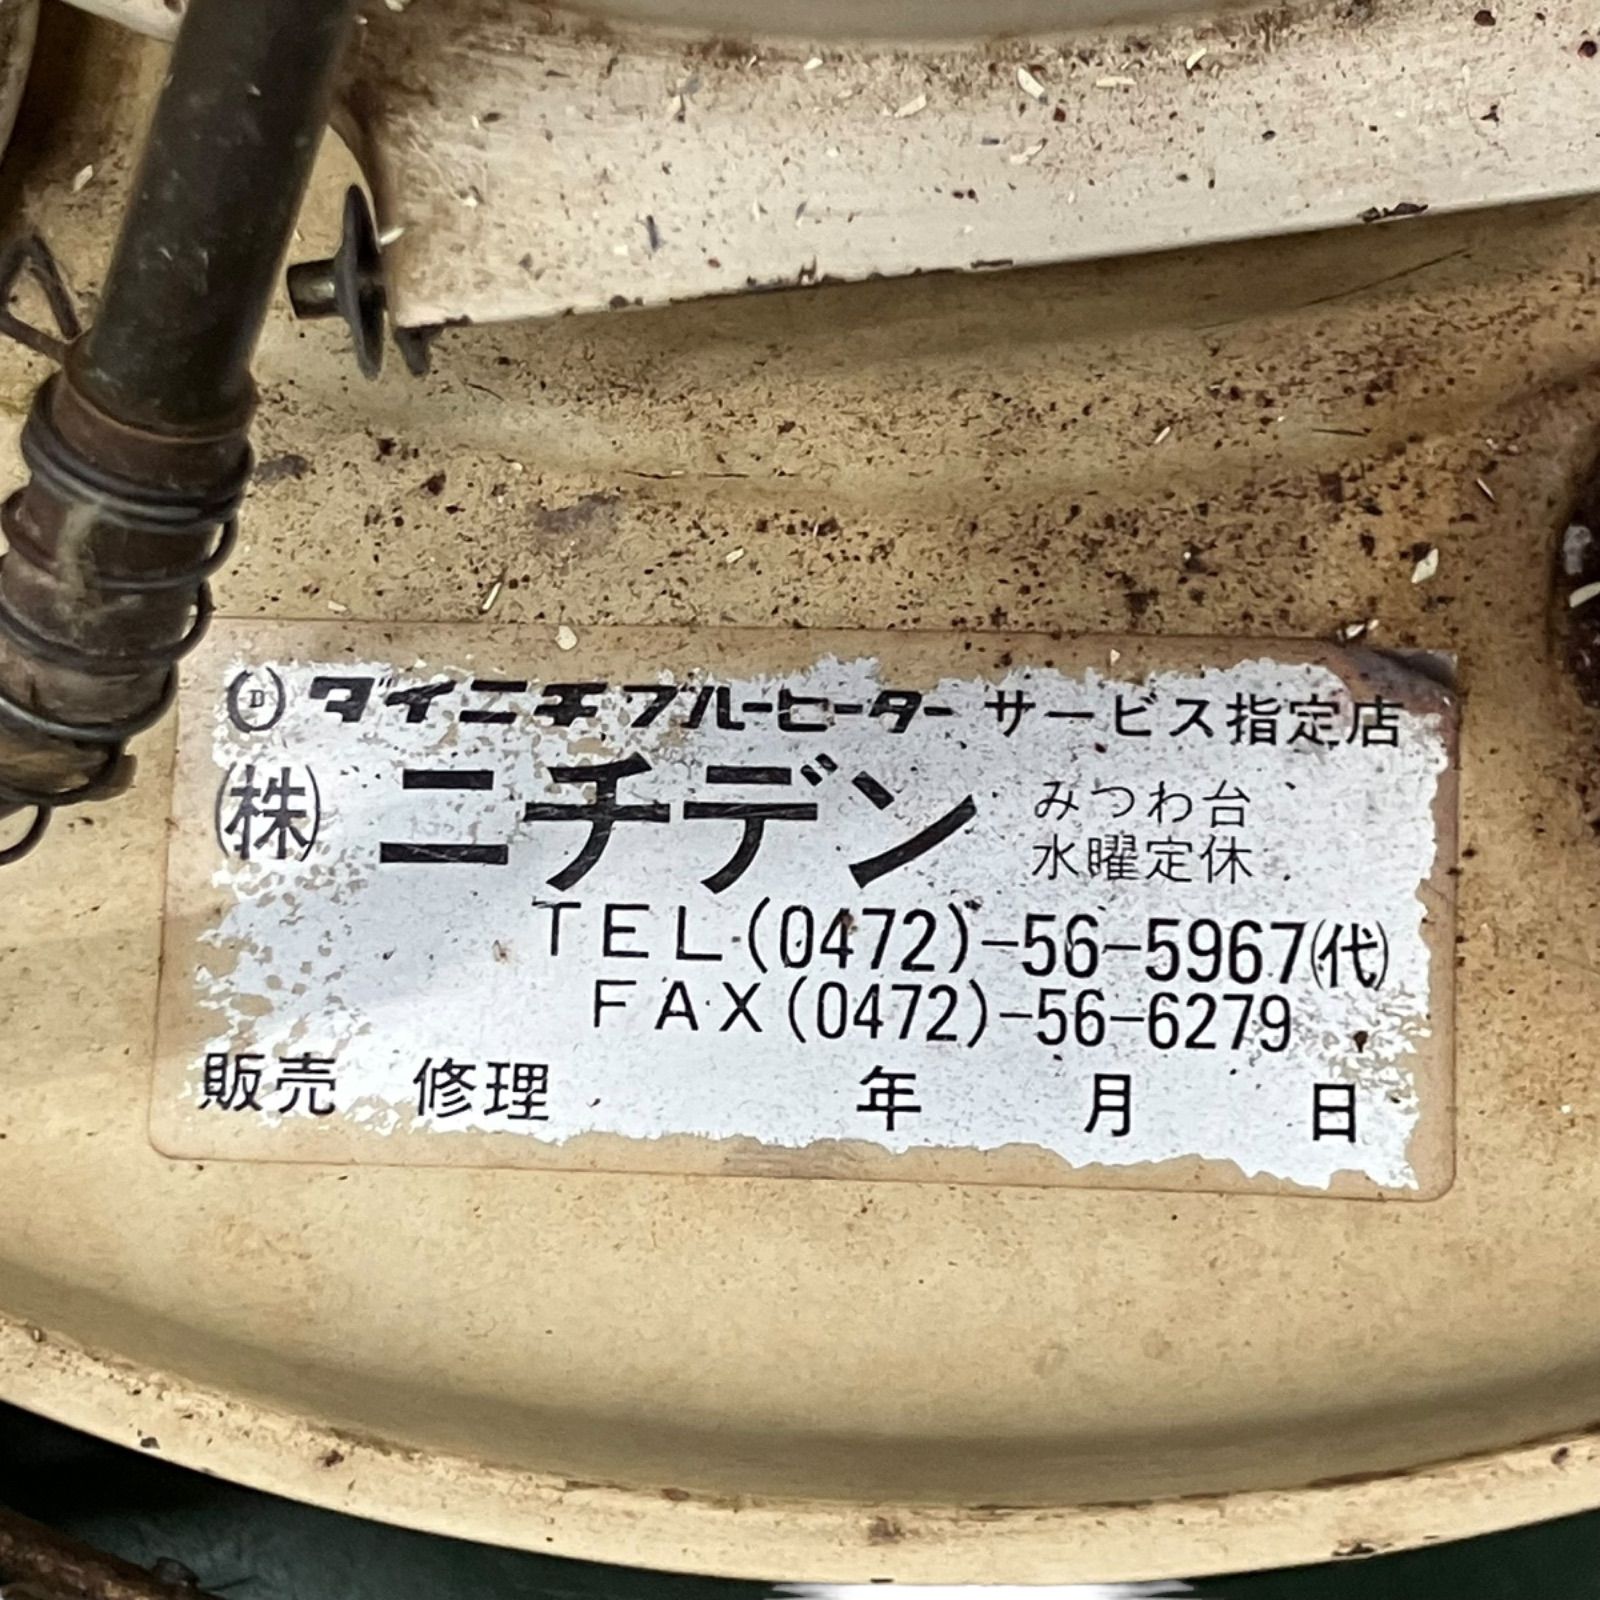 D ダイニチブルーヒーター サービス指定店
㈱ ニチデン みつわ台
水曜定休
TEL(0472)-56-5967㈹
FAX(0472)-56-6279
販売 修理 年 月 日